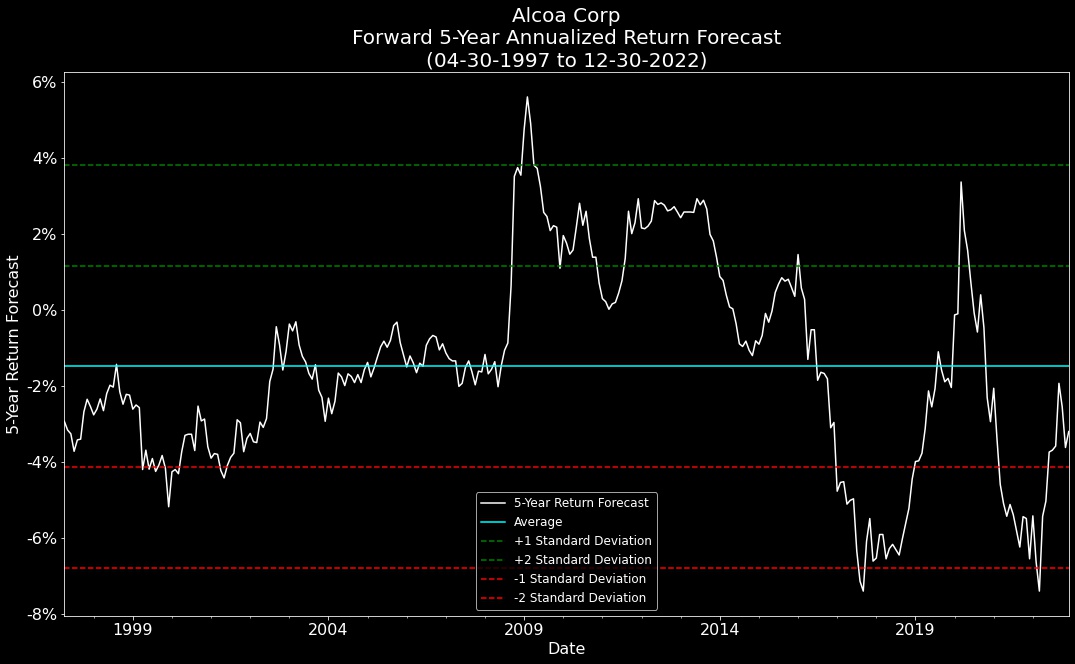 Alcoa Corp
Forward 5-Year Annualized Return Forecast
(04-30-1997 to 12-30-2022)
6%
4%
2%
0%
-2%
-4%
-6%
-8%
5-Year Return Forecast
5-Year Return Forecast
Average
+1 Standard Deviation
+2 Standard Deviation
-1 Standard Deviation
-2 Standard Deviation
1999
2004
2009
2014
2019
Date